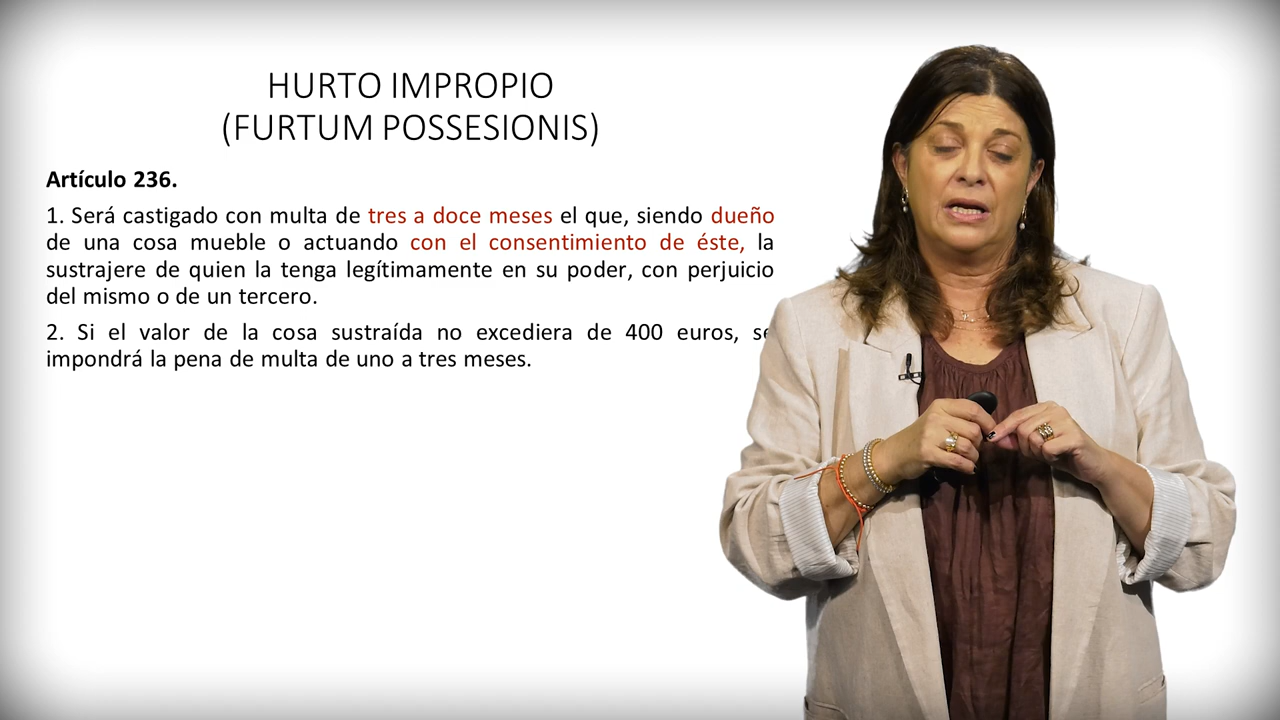 HURTO IMPROPIO
(FURTUM POSSESIONIS)
Artículo 236.
1. Será castigado con multa de tres a doce meses el que, siendo dueño
de una cosa mueble o actuando con el consentimiento de éste, la
sustrajere de quien la tenga legítimamente en su poder, con perjuicio
del mismo o de un tercero.
2. Si el valor de la cosa sustraída no excediera de 400 euros, se
impondrá la pena de multa de uno a tres meses.